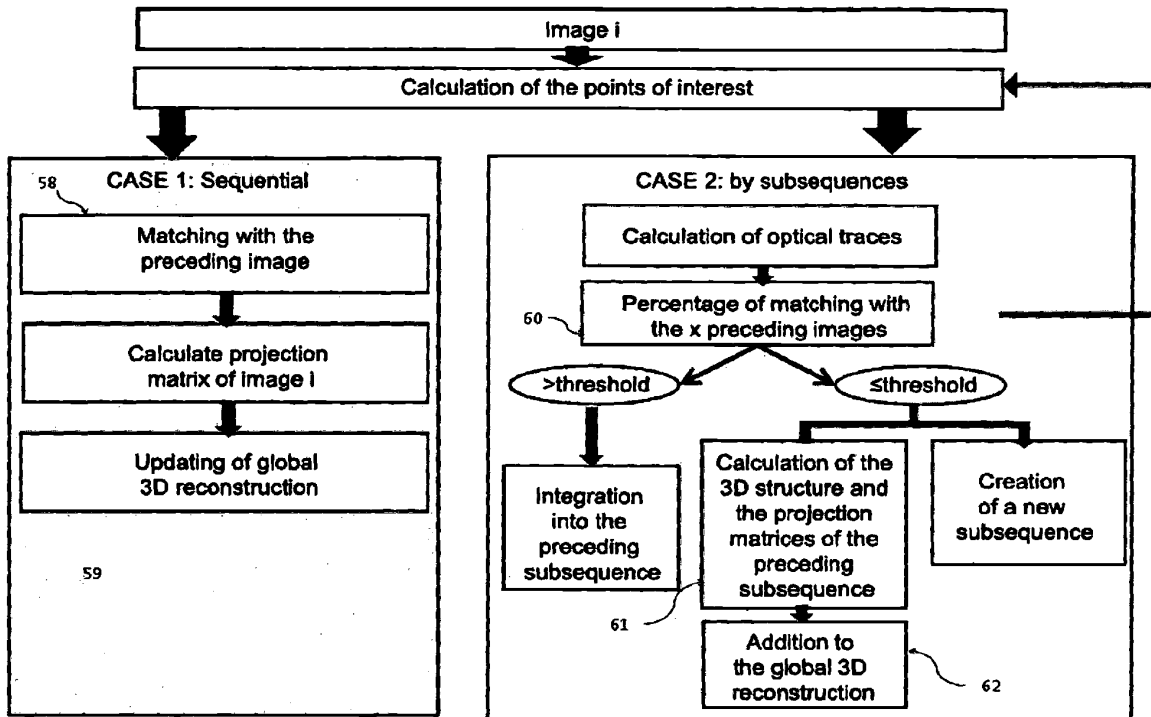 Image i
Calculation of the points of interest
CASE 1: Sequential
58
Matching with the
preceding image
Calculate projection
matrix of image i
Updating of global
3D reconstruction
59
CASE 2: by subsequences
Calculation of optical traces
Percentage of matching with
the x preceding images
60
>threshold
≤threshold
Integration
into the
preceding
subsequence
Calculation of the
3D structure and
the projection
matrices of the
preceding
subsequence
61
Creation
of a new
subsequence
Addition to
the global 3D
reconstruction
62